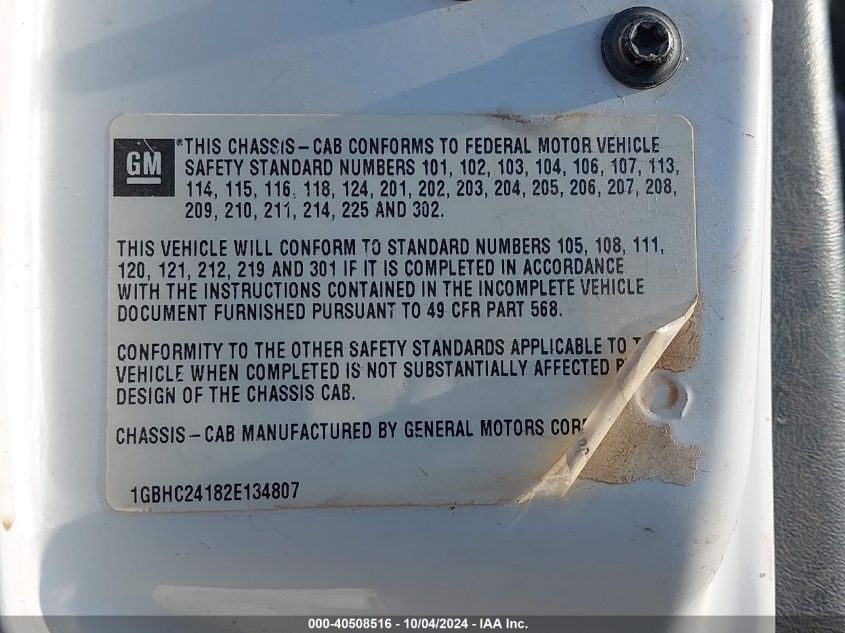 GM
*THIS CHASSIS-CAB CONFORMS TO FEDERAL MOTOR VEHICLE
SAFETY STANDARD NUMBERS 101, 102, 103, 104, 106, 107, 113,
114, 115, 116, 118, 124, 201, 202, 203, 204, 205, 206, 207, 208,
209, 210, 211, 214, 225 AND 302.
THIS VEHICLE WILL CONFORM TO STANDARD NUMBERS 105, 108, 111,
120, 121, 212, 219 AND 301 IF IT IS COMPLETED IN ACCORDANCE
WITH THE INSTRUCTIONS CONTAINED IN THE INCOMPLETE VEHICLE
DOCUMENT FURNISHED PURSUANT TO 49 CFR PART 568.
CONFORMITY TO THE OTHER SAFETY STANDARDS APPLICABLE TO
VEHICLE WHEN COMPLETED IS NOT SUBSTANTIALLY AFFECTED
DESIGN OF THE CHASSIS CAB.
CHASSIS-CAB MANUFACTURED BY GENERAL MOTORS COR
1GBHC24182E134807
000-40508516 - 10/04/2024 - IAA Inc.